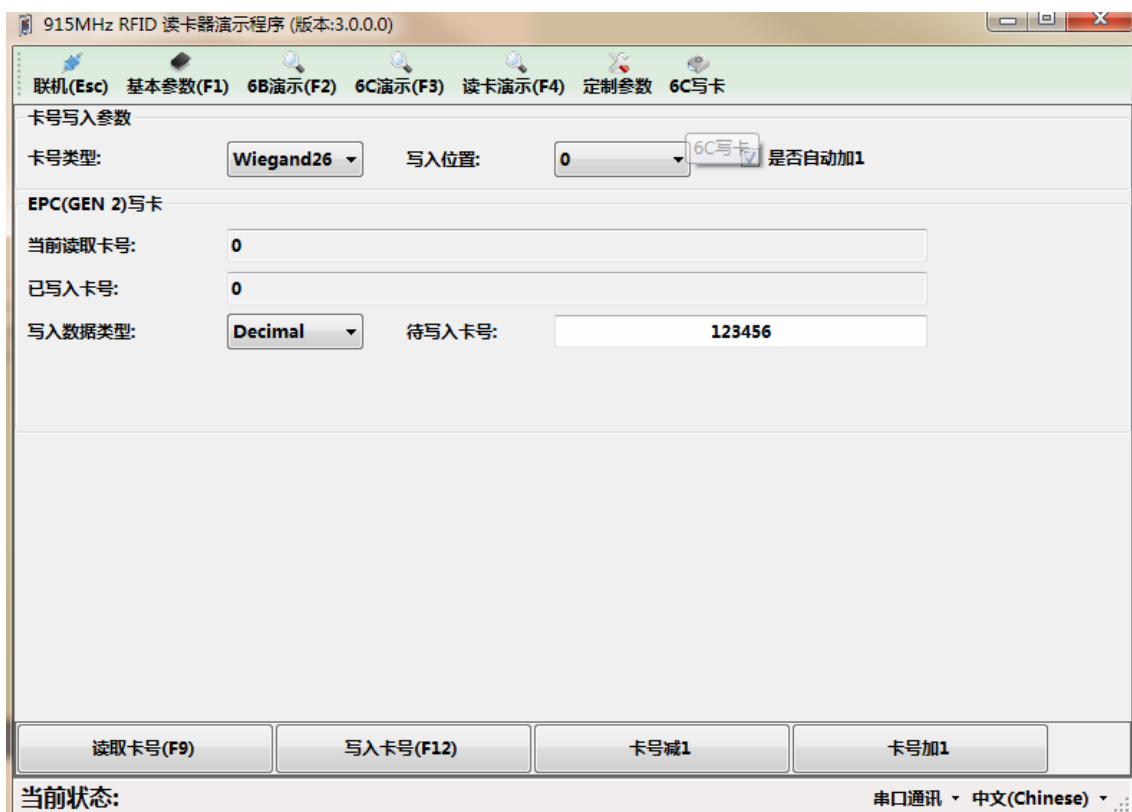 915MHz RFID 读卡器演示程序 (版本:3.0.0.0)
联机(Esc) 基本参数(F1) 6B演示(F2) 6C演示(F3) 读卡演示(F4) 定制参数 6C写卡
卡号写入参数
卡号类型: Wiegand26 写入位置: 0 6C写卡 是否自动加1
EPC(GEN 2)写卡
当前读取卡号: 0
已写入卡号: 0
写入数据类型: Decimal 待写入卡号: 123456
读取卡号(F9) 写入卡号(F12) 卡号减1 卡号加1
当前状态: 串口通讯 中文(Chinese)